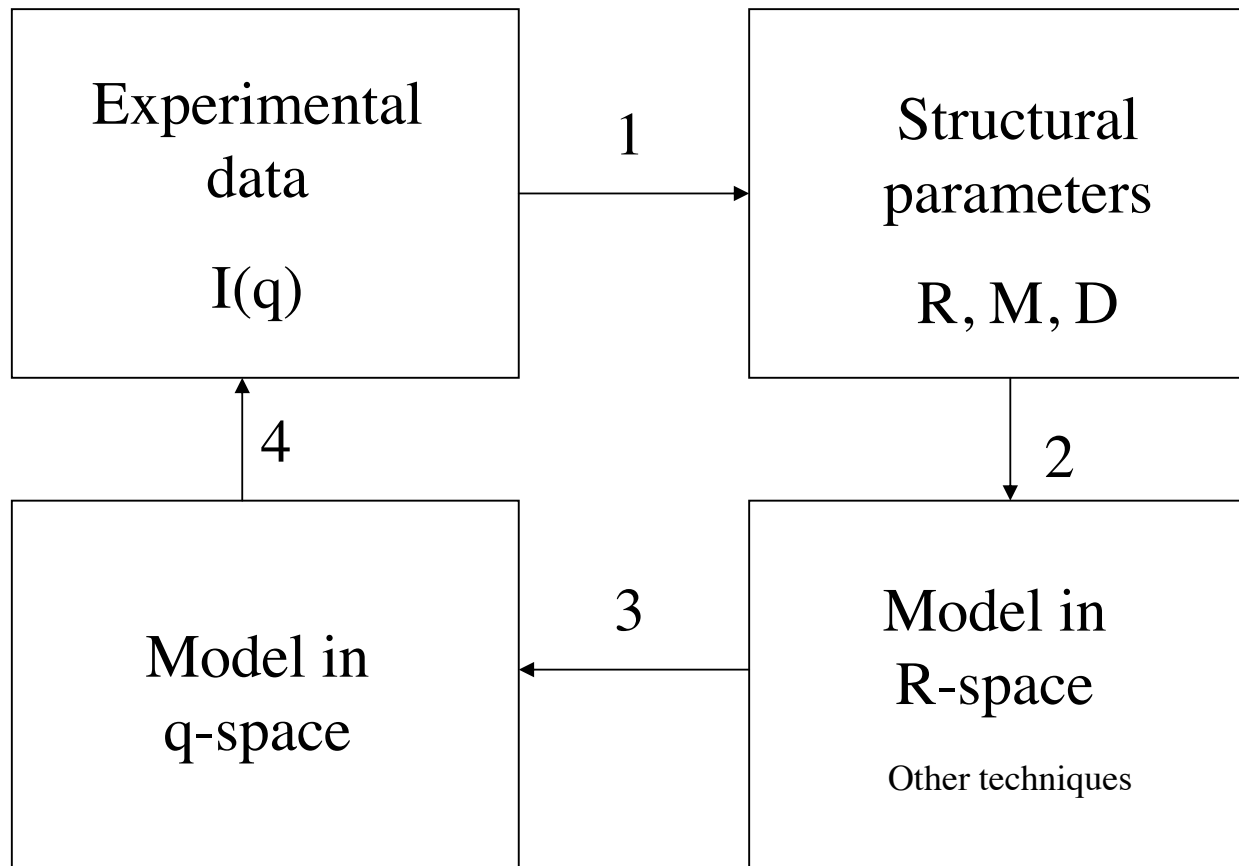 Experimental
data
I(q)
1
Structural
parameters
R, M, D
2
Model in
R-space
Other techniques
3
Model in
q-space
4